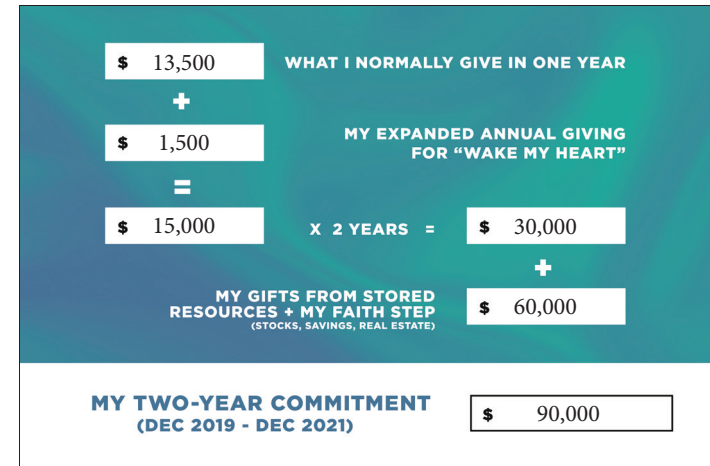 $ 13,500 WHAT I NORMALLY GIVE IN ONE YEAR
+
$ 1,500 MY EXPANDED ANNUAL GIVING
FOR “WAKE MY HEART”
=
$ 15,000 X 2 YEARS = $ 30,000
+
MY GIFTS FROM STORED
RESOURCES + MY FAITH STEP $ 60,000
(STOCKS, SAVINGS, REAL ESTATE)
MY TWO-YEAR COMMITMENT
(DEC 2019 - DEC 2021) $ 90,000